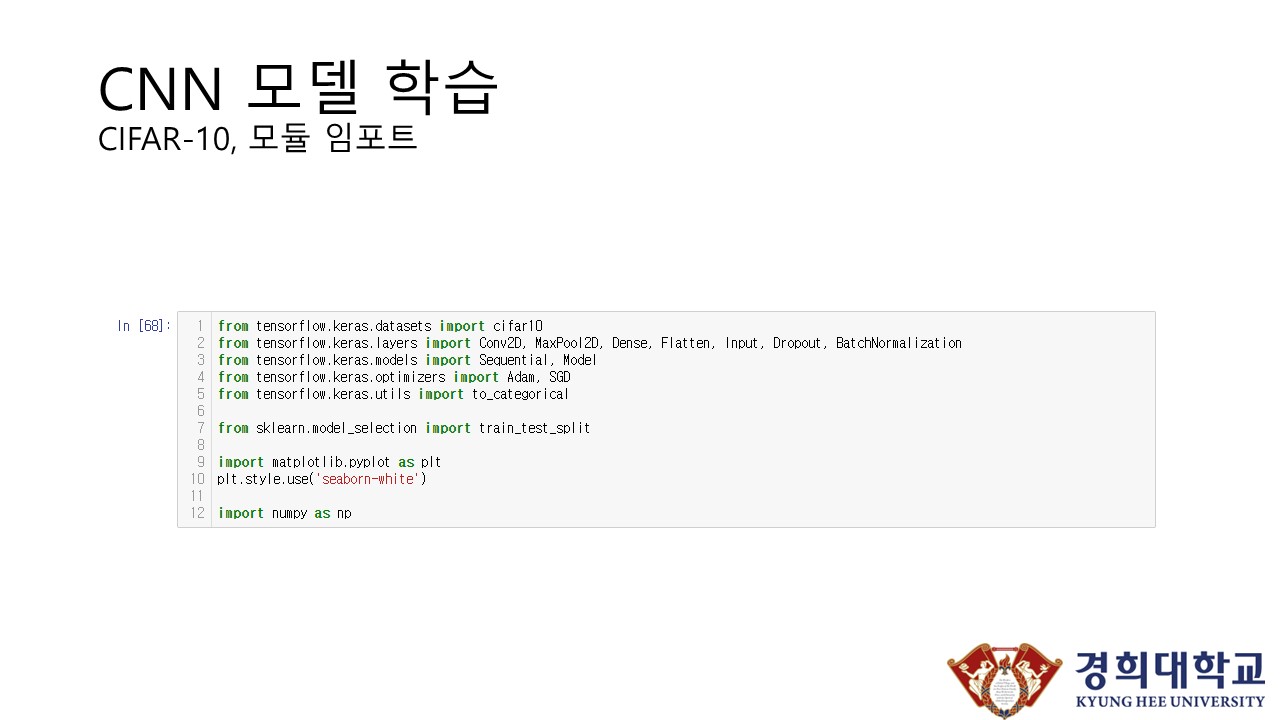 CNN 모델 학습
CIFAR-10, 모듈 임포트
In [68]:
1 from tensorflow.keras.datasets import cifar10
2 from tensorflow.keras.layers import Conv2D, MaxPool2D, Dense, Flatten, Input, Dropout, BatchNormalization
3 from tensorflow.keras.models import Sequential, Model
4 from tensorflow.keras.optimizers import Adam, SGD
5 from tensorflow.keras.utils import to_categorical
6
7 from sklearn.model_selection import train_test_split
8
9 import matplotlib.pyplot as plt
10 plt.style.use('seaborn-white')
11
12 import numpy as np
경희대학교
KYUNG HEE UNIVERSITY